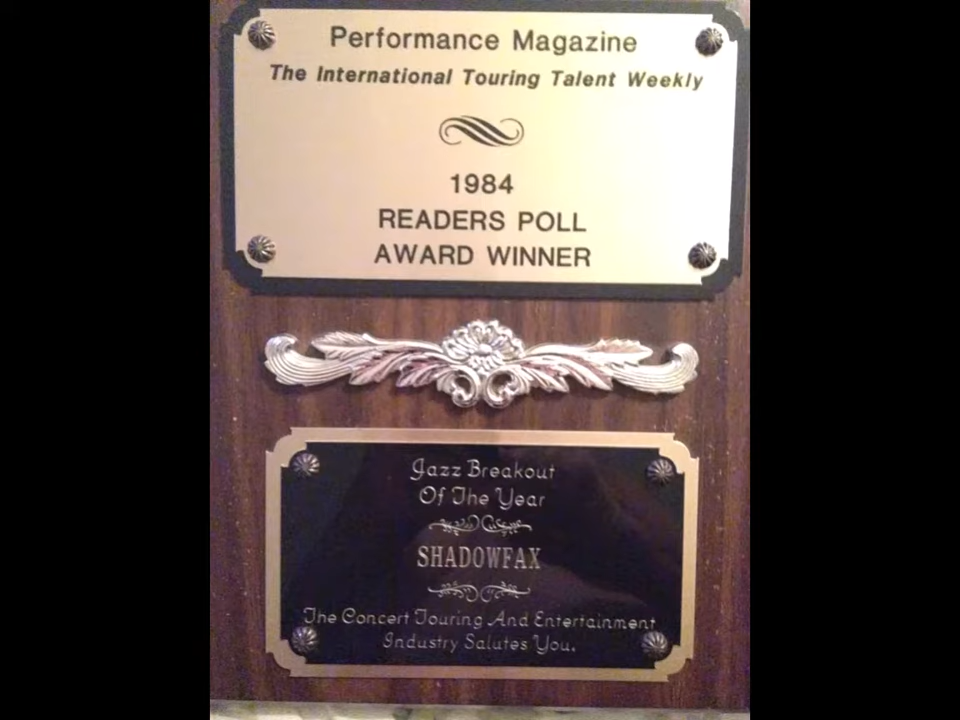 Performance Magazine
The International Touring Talent Weekly
1984
READERS POLL
AWARD WINNER
Jazz Breakout
Of The Year
SHADOWFAX
The Concert Touring And Entertainment
Industry Salutes You.